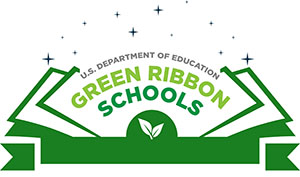 U.S. DEPARTMENT OF EDUCATION
GREEN RIBBON
SCHOOLS